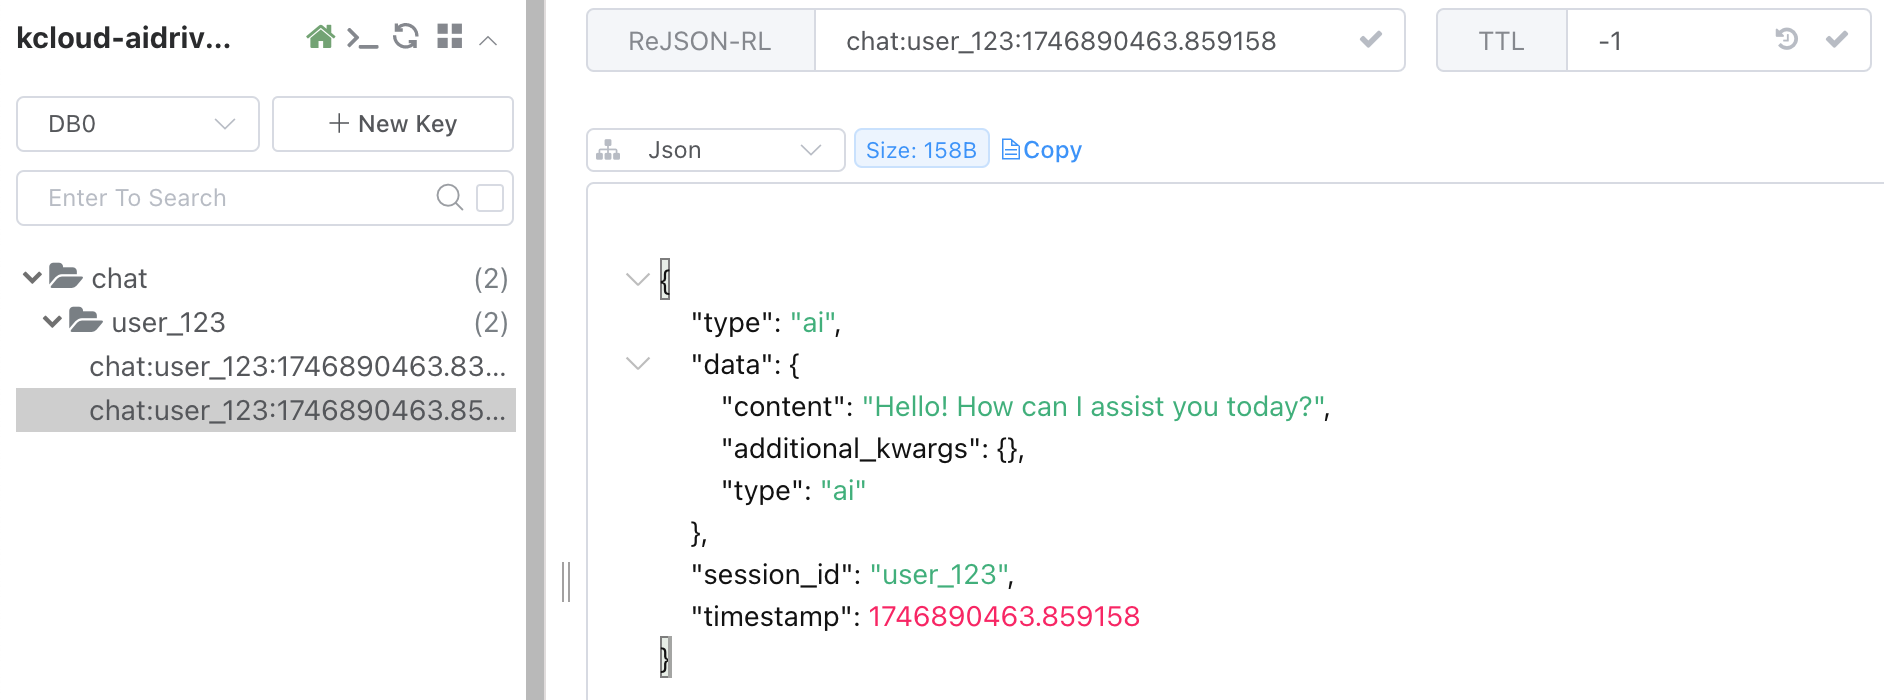 kcloud-aidriv...
DB0
New Key
Enter To Search
chat (2)
user_123 (2)
chat:user_123:1746890463.83...
chat:user_123:1746890463.85...
ReJSON-RL chat:user_123:1746890463.859158
TTL -1
Json Size: 158B Copy
{
"type": "ai",
"data": {
"content": "Hello! How can I assist you today?",
"additional_kwargs": {},
"type": "ai"
},
"session_id": "user_123",
"timestamp": 1746890463.859158
}